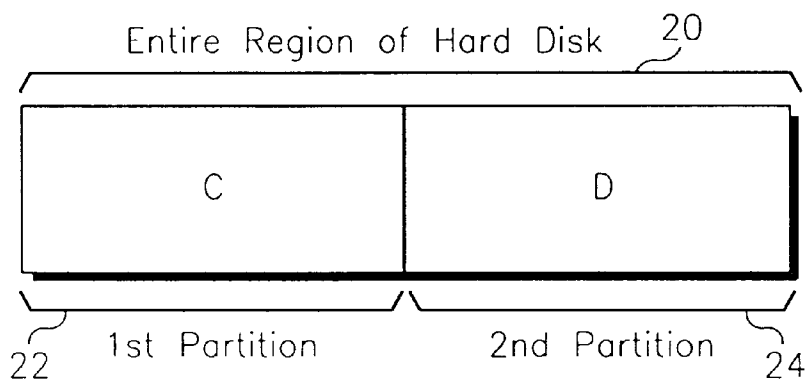 Entire Region of Hard Disk 20
C D
22 1st Partition 2nd Partition 24